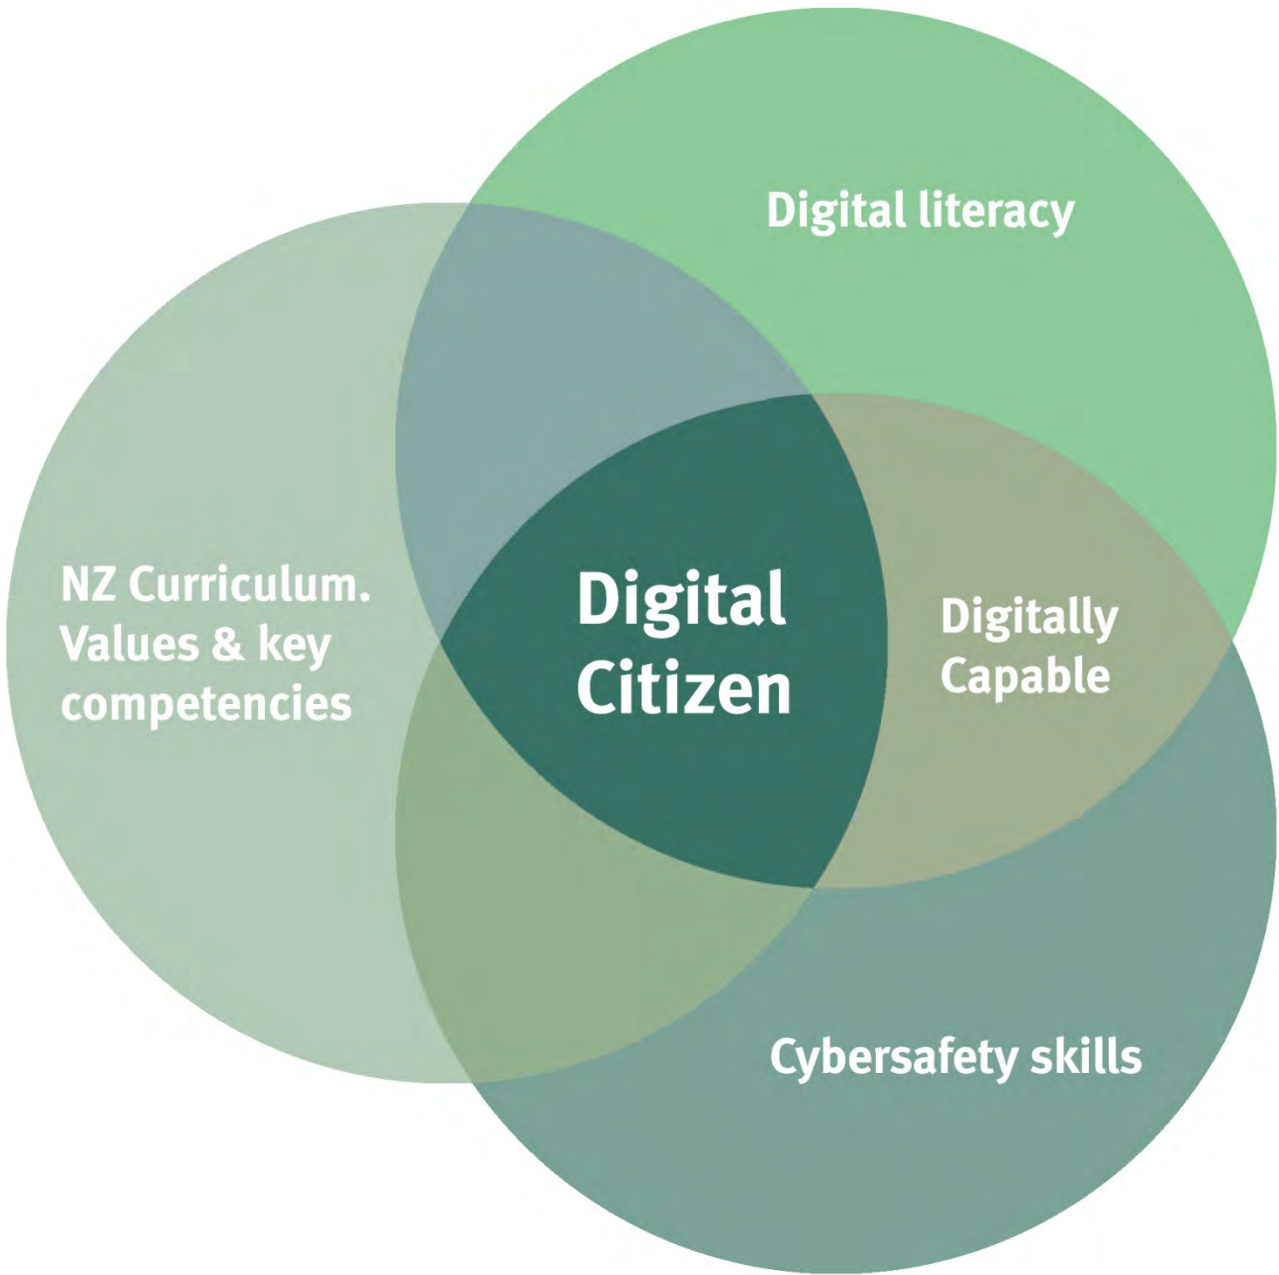 Digital literacy
NZ Curriculum.
Values & key
competencies
Digital
Citizen
Digitally
Capable
Cybersafety skills